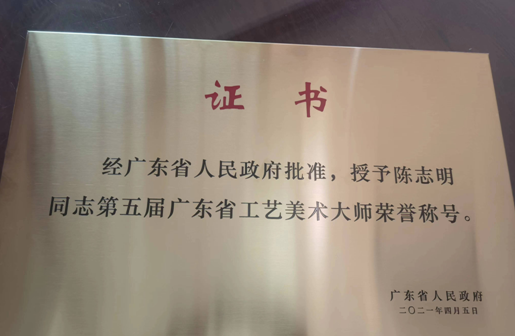 证书
经广东省人民政府批准，授予陈志明
同志第五届广东省工艺美术大师荣誉称号。
广东省人民政府
二〇二一年四月五日